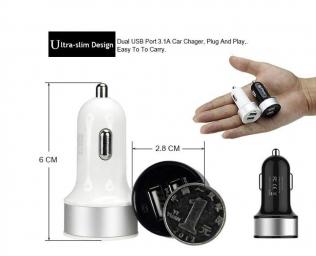 Ultra-slim Design
Dual USB Port 3.1A Car Chager, Plug And Play,.
Easy To To Carry.
6 CM
2.8 CM
1